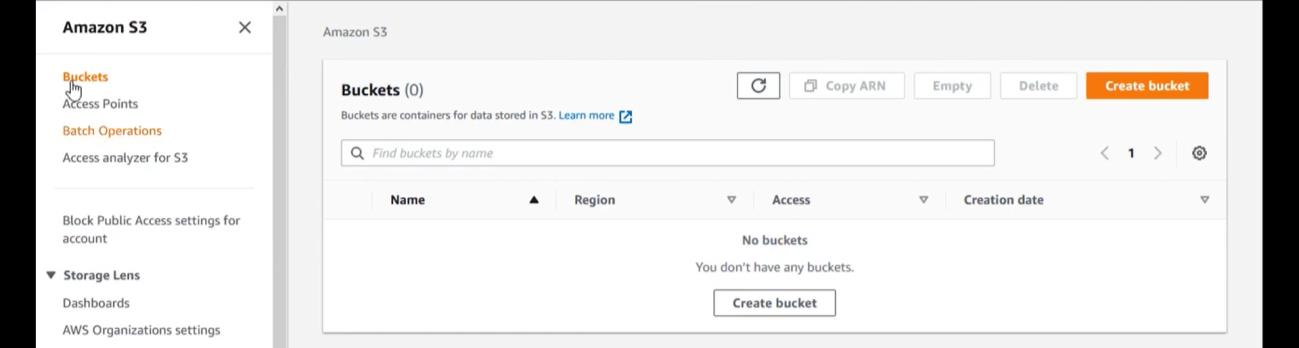 Amazon S3
Buckets
Access Points
Batch Operations
Access analyzer for S3
Block Public Access settings for
account
Storage Lens
Dashboards
AWS Organizations settings
Amazon S3
Buckets (0)
Copy ARN
Empty
Delete
Create bucket
Buckets are containers for data stored in S3. Learn more
Find buckets by name
1
Name Region Access Creation date
No buckets
You don't have any buckets.
Create bucket